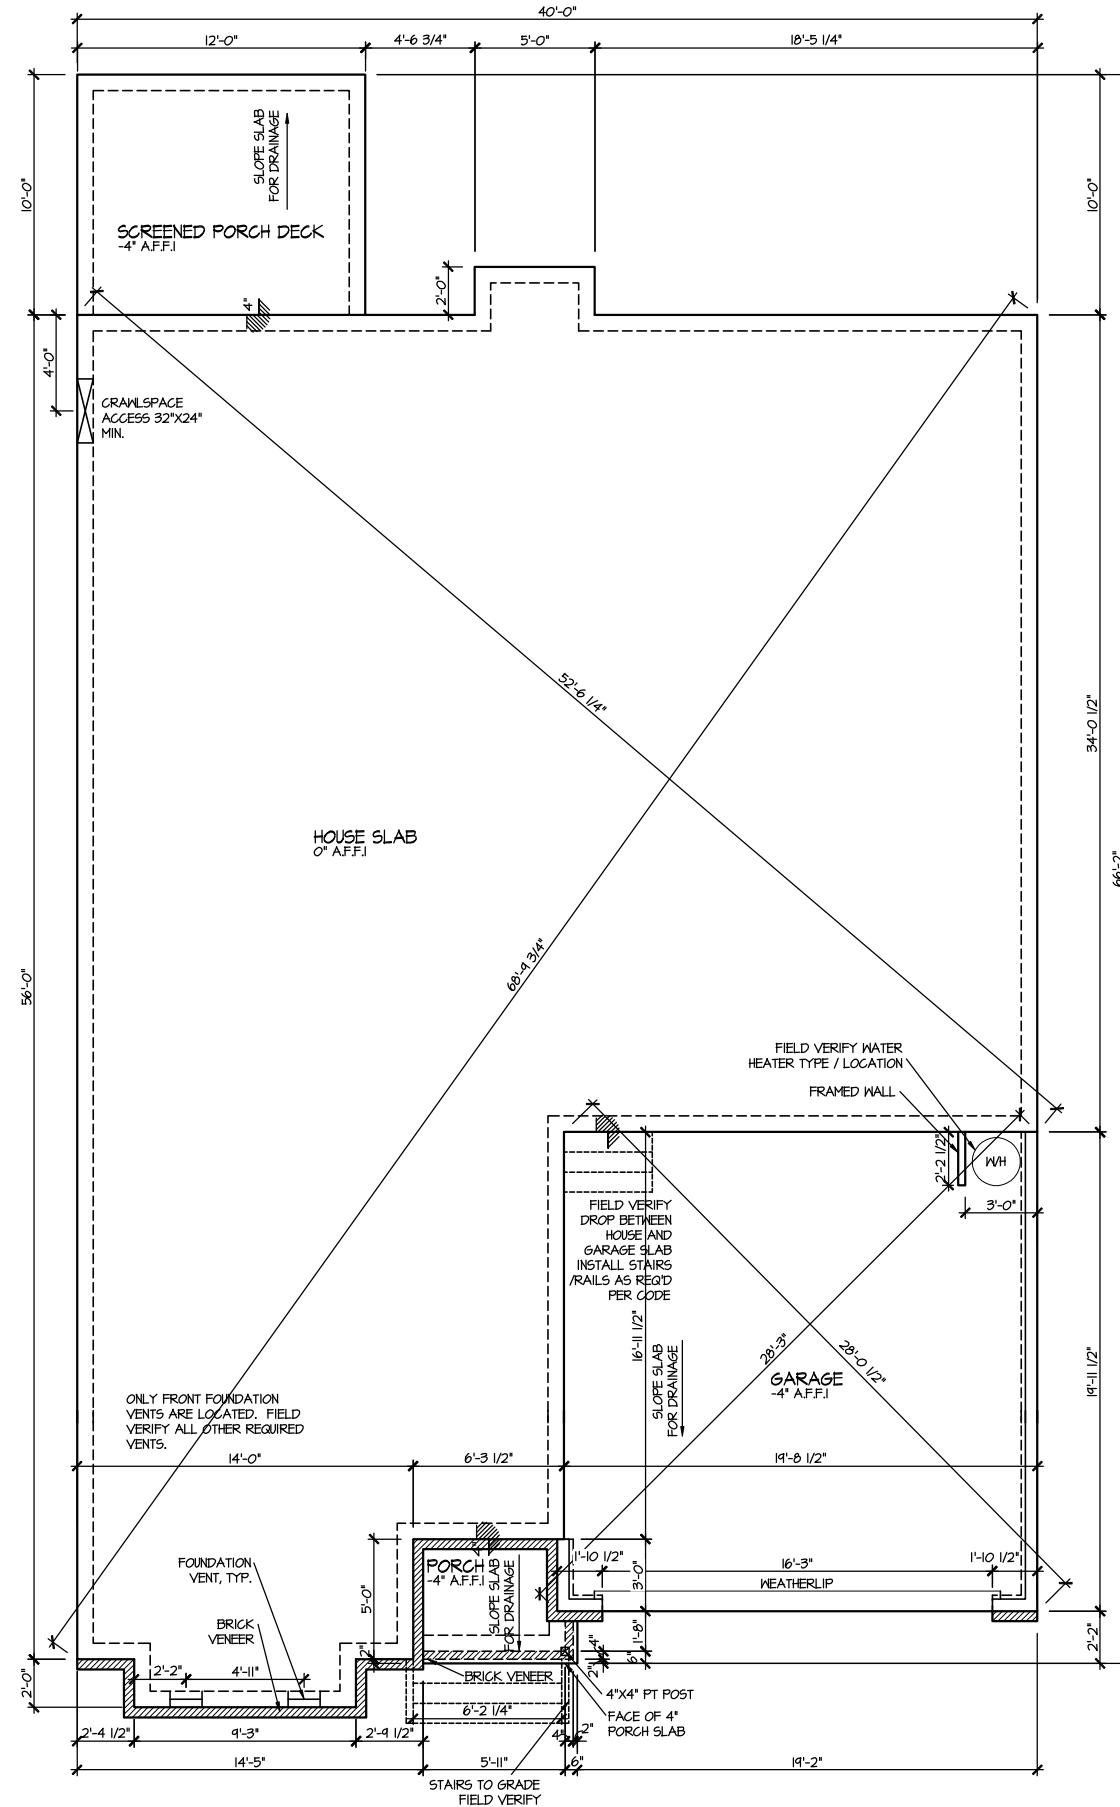 40'-0"
12'-0"
4'-6 3/4"
5'-0"
18'-5 1/4"
SLOPE SLAB
FOR DRAINAGE
10'-0"
10'-0"
SCREENED PORCH DECK
-4" A.F.F.
2'-0"
4"
4'-0"
CRAWLSPACE
ACCESS 32"X24"
MIN.
52'-6 1/4"
34'-0 1/2"
HOUSE SLAB
0" A.F.F.
66'-2"
68'-9 3/4"
56'-0"
FIELD VERIFY WATER
HEATER TYPE / LOCATION
FRAMED WALL
W/H
2'-2 1/2"
3'-0"
FIELD VERIFY
DROP BETWEEN
HOUSE AND
GARAGE SLAB
INSTALL STAIRS
/RAILS AS REQ'D
PER CODE
16'-11 1/2"
SLOPE SLAB
FOR DRAINAGE
28'-3"
28'-0 1/2"
GARAGE
-4" A.F.F.
19'-11 1/2"
ONLY FRONT FOUNDATION
VENTS ARE LOCATED. FIELD
VERIFY ALL OTHER REQUIRED
VENTS.
14'-0"
6'-3 1/2"
19'-8 1/2"
FOUNDATION
VENT, TYP.
PORCH
-4" A.F.F.
SLOPE SLAB
FOR DRAINAGE
1'-10 1/2"
16'-3"
1'-10 1/2"
3'-0"
WEATHERLIP
5'-0"
BRICK
VENEER
2"
1'-8"
4"
2"
6"
2'-2"
2'-0"
2'-2"
4'-11"
BRICK VENEER
4"X4" PT POST
6'-2 1/4"
FACE OF 4"
PORCH SLAB
2'-4 1/2"
9'-3"
2'-9 1/2"
4"
2"
14'-5"
5'-11"
6"
19'-2"
STAIRS TO GRADE
FIELD VERIFY